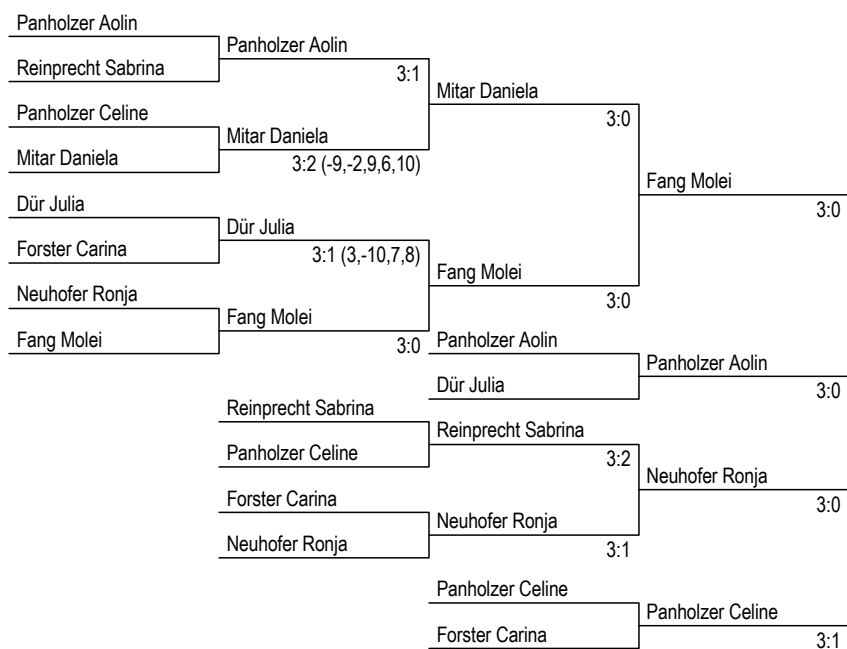 Panholzer Aolin
Panholzer Aolin
Reinprecht Sabrina
3:1
Mitar Daniela
Panholzer Celine
3:0
Mitar Daniela
Mitar Daniela
3:2 (-9,-2,9,6,10)
Fang Molei
3:0
Dür Julia
Dür Julia
Forster Carina
3:1 (3,-10,7,8)
Fang Molei
Neuhofer Ronja
3:0
Fang Molei
Fang Molei
3:0
Panholzer Aolin
Panholzer Aolin
Dür Julia
3:0
Reinprecht Sabrina
Reinprecht Sabrina
Panholzer Celine
3:2
Neuhofer Ronja
Forster Carina
3:0
Neuhofer Ronja
Neuhofer Ronja
3:1
Panholzer Celine
Panholzer Celine
Forster Carina
3:1